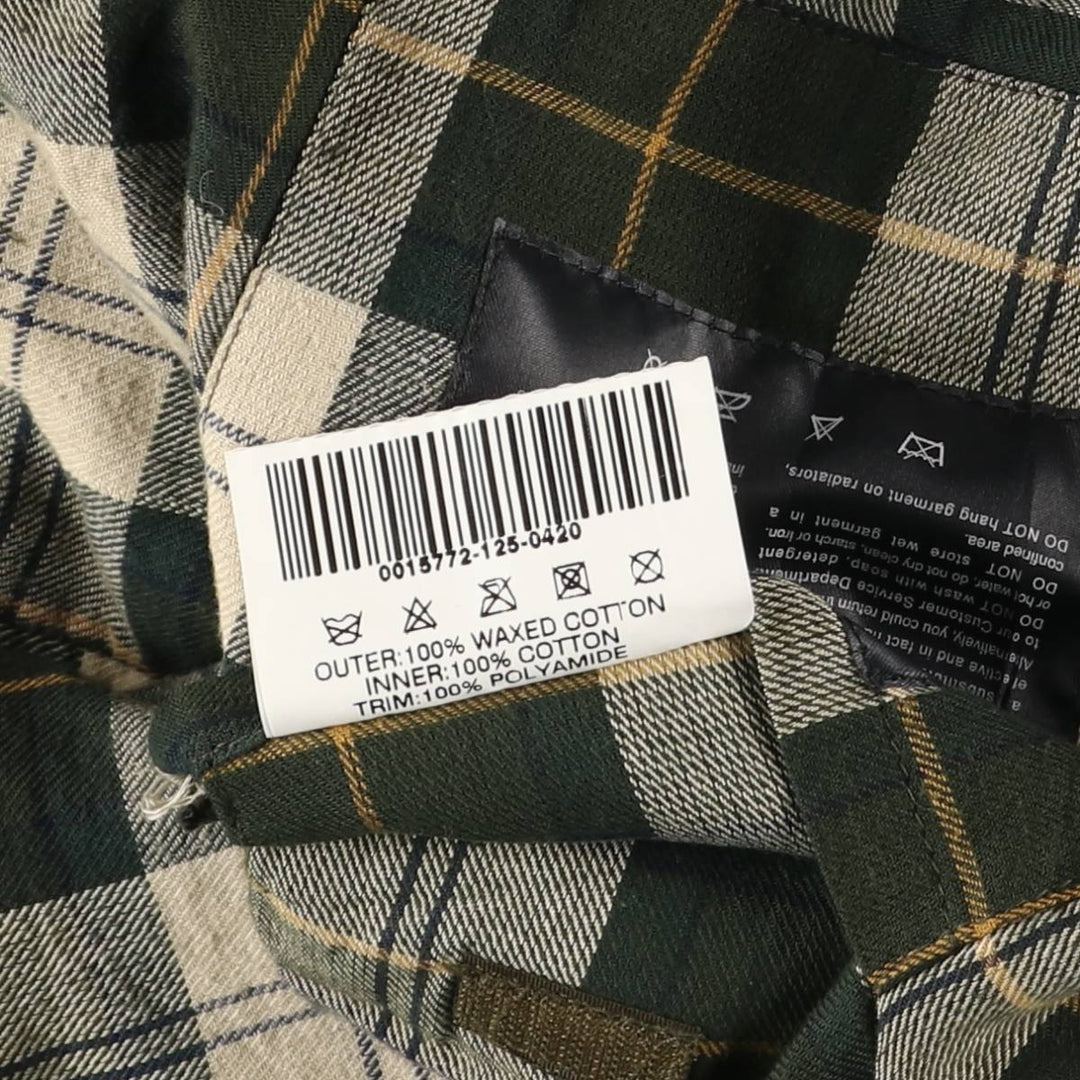 0015772-125-0420
OUTER:100% WAXED COTTON
INNER:100% COTTON
TRIM:100% POLYAMIDE
a substitut
effective and in fact
Alternatively, you could return
to our Customer Service Department.
DO NOT wash with soap, detergent
or hot water, do not dry clean, starch or iron.
DO NOT store wet garment in a
confined area.
DO NOT hang garment on radiators,